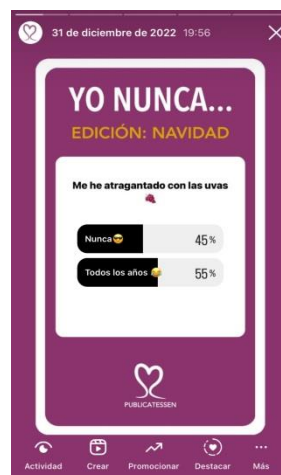 31 de diciembre de 2022 19:56
YO NUNCA...
EDICIÓN: NAVIDAD
Me he atragantado con las uvas
🍇
Nunca😎 45%
Todos los años😅 55%
PUBLICATESSEN
Actividad Crear Promocionar Destacar Más